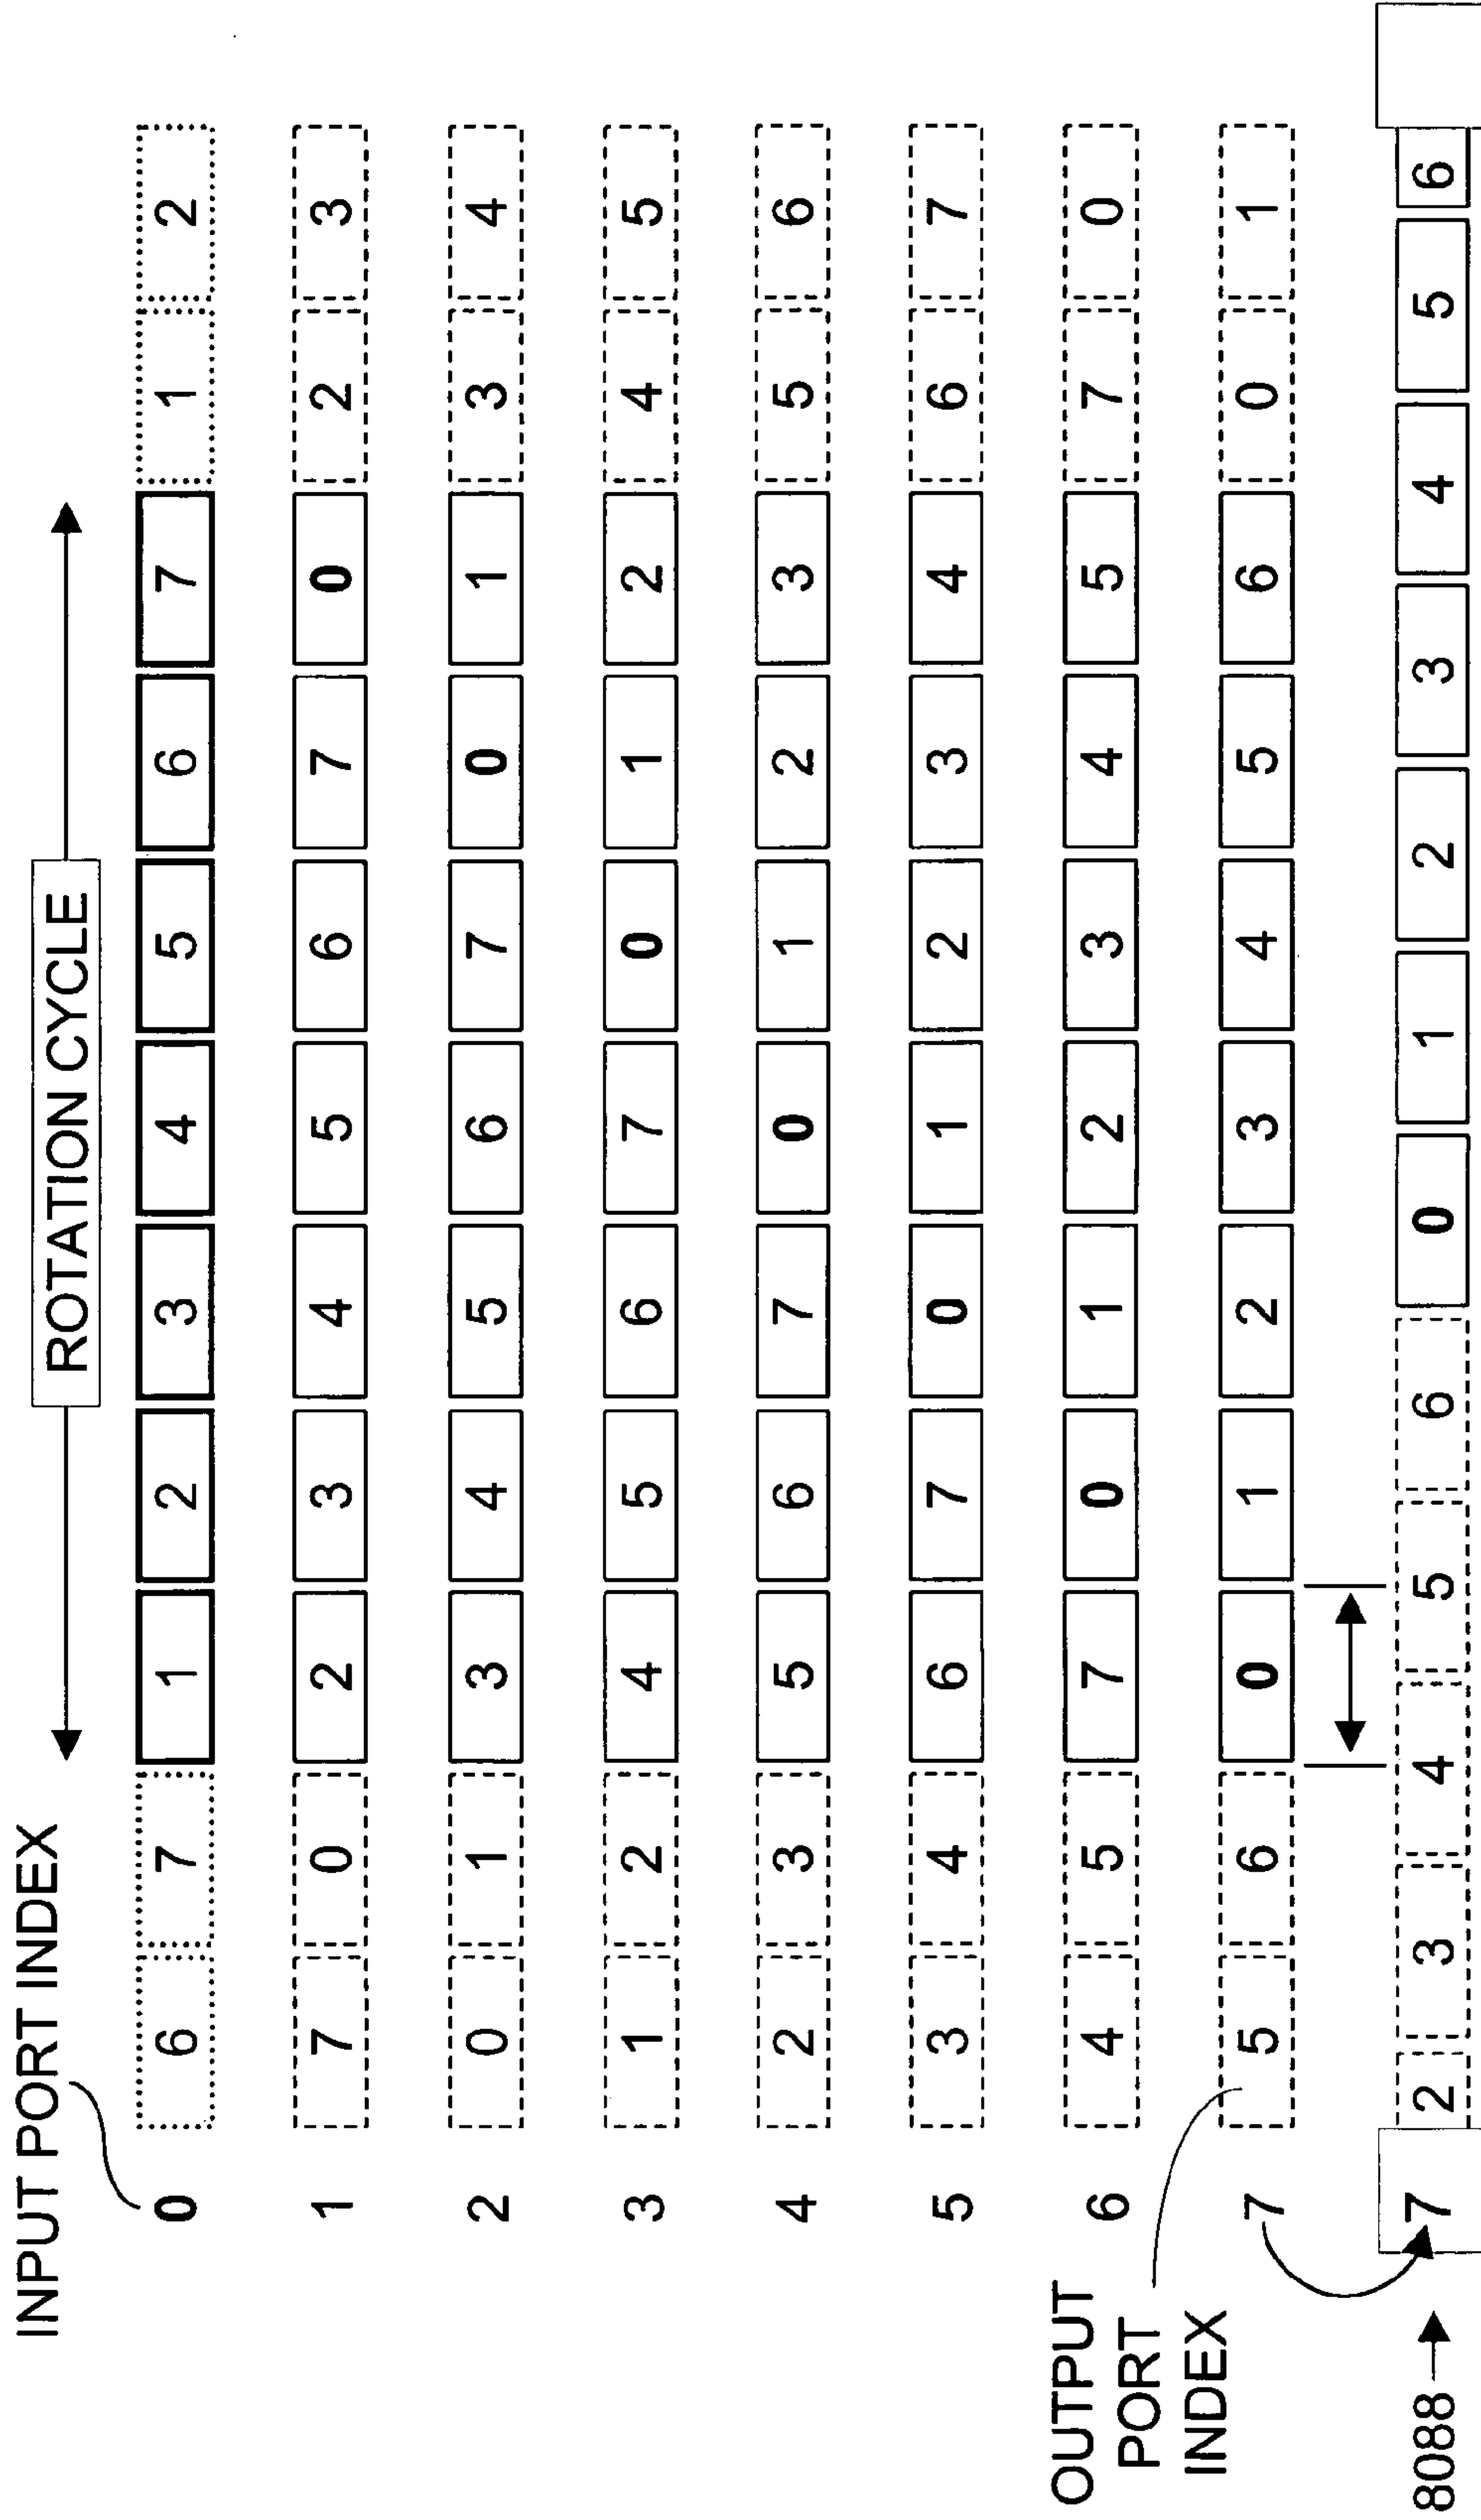 INPUT PORT INDEX
ROTATION CYCLE
0 6 7 1 2 3 4 5 6 7 1 2
1 7 0 2 3 4 5 6 7 0 2 3
2 0 1 3 4 5 6 7 0 1 3 4
3 1 2 4 5 6 7 0 1 2 4 5
4 2 3 5 6 7 0 1 2 3 5 6
5 3 4 6 7 0 1 2 3 4 6 7
6 4 5 7 0 1 2 3 4 5 7 0
7 5 6 0 1 2 3 4 5 6 0 1
OUTPUT
PORT
INDEX
8088
7 2 3 4 5 6 0 1 2 3 4 5 6